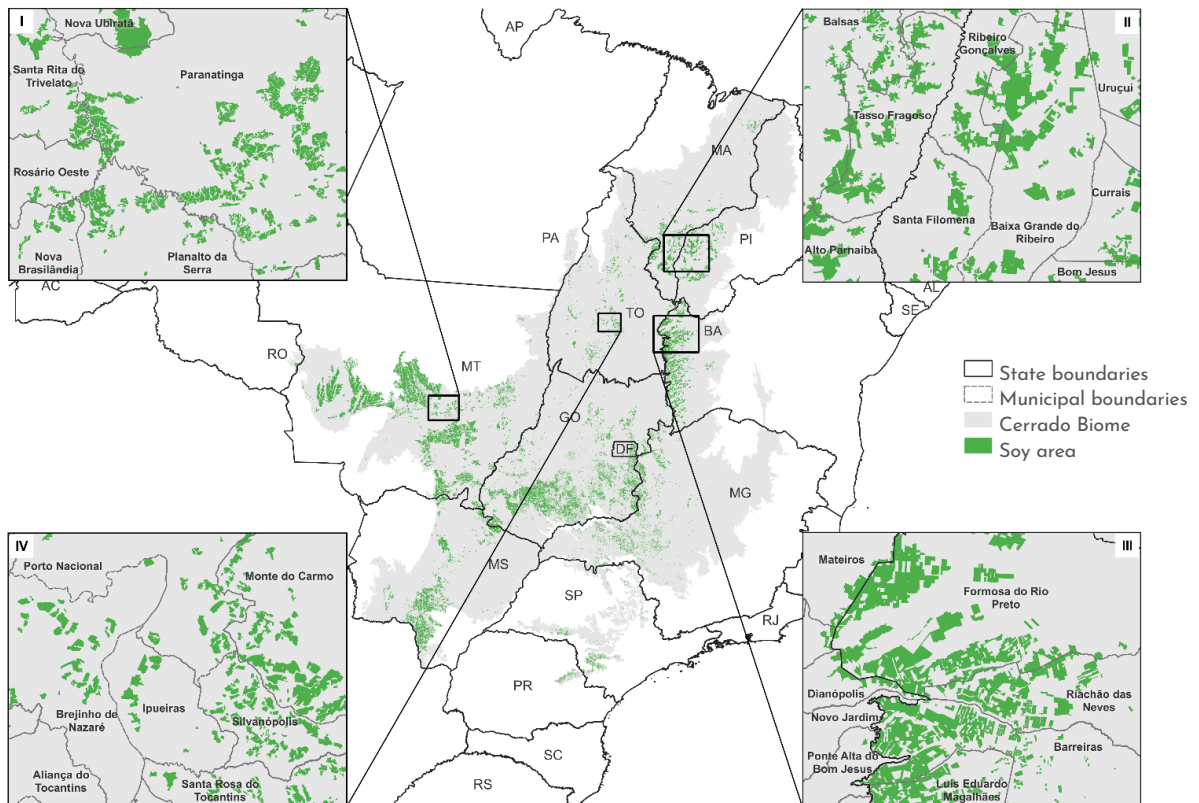 I
Nova Ubiratã
Santa Rita do
Trivelato
Paranatinga
Rosário Oeste
Nova
Brasilândia
Planalto da
Serra
II
Balsas
Ribeiro
Gonçalves
Uruçuí
Tasso Fragoso
Currais
Santa Filomena
Baixa Grande do
Ribeiro
Alto Parnaiba
Bom Jesus
AP
MA
PA
PI
AC
AL
SE
TO
BA
RO
MT
GO
DF
MG
MS
SP
RJ
PR
SC
RS
State boundaries
Municipal boundaries
Cerrado Biome
Soy area
IV
Porto Nacional
Monte do Carmo
Ipueiras
Brejinho de
Nazaré
Silvanópolis
Aliança do
Tocantins
Santa Rosa do
Tocantins
III
Mateiros
Formosa do Rio
Preto
Dianópolis
Riachão das
Neves
Novo Jardim
Barreiras
Ponte Alta do
Bom Jesus
Luís Eduardo
Magalhães